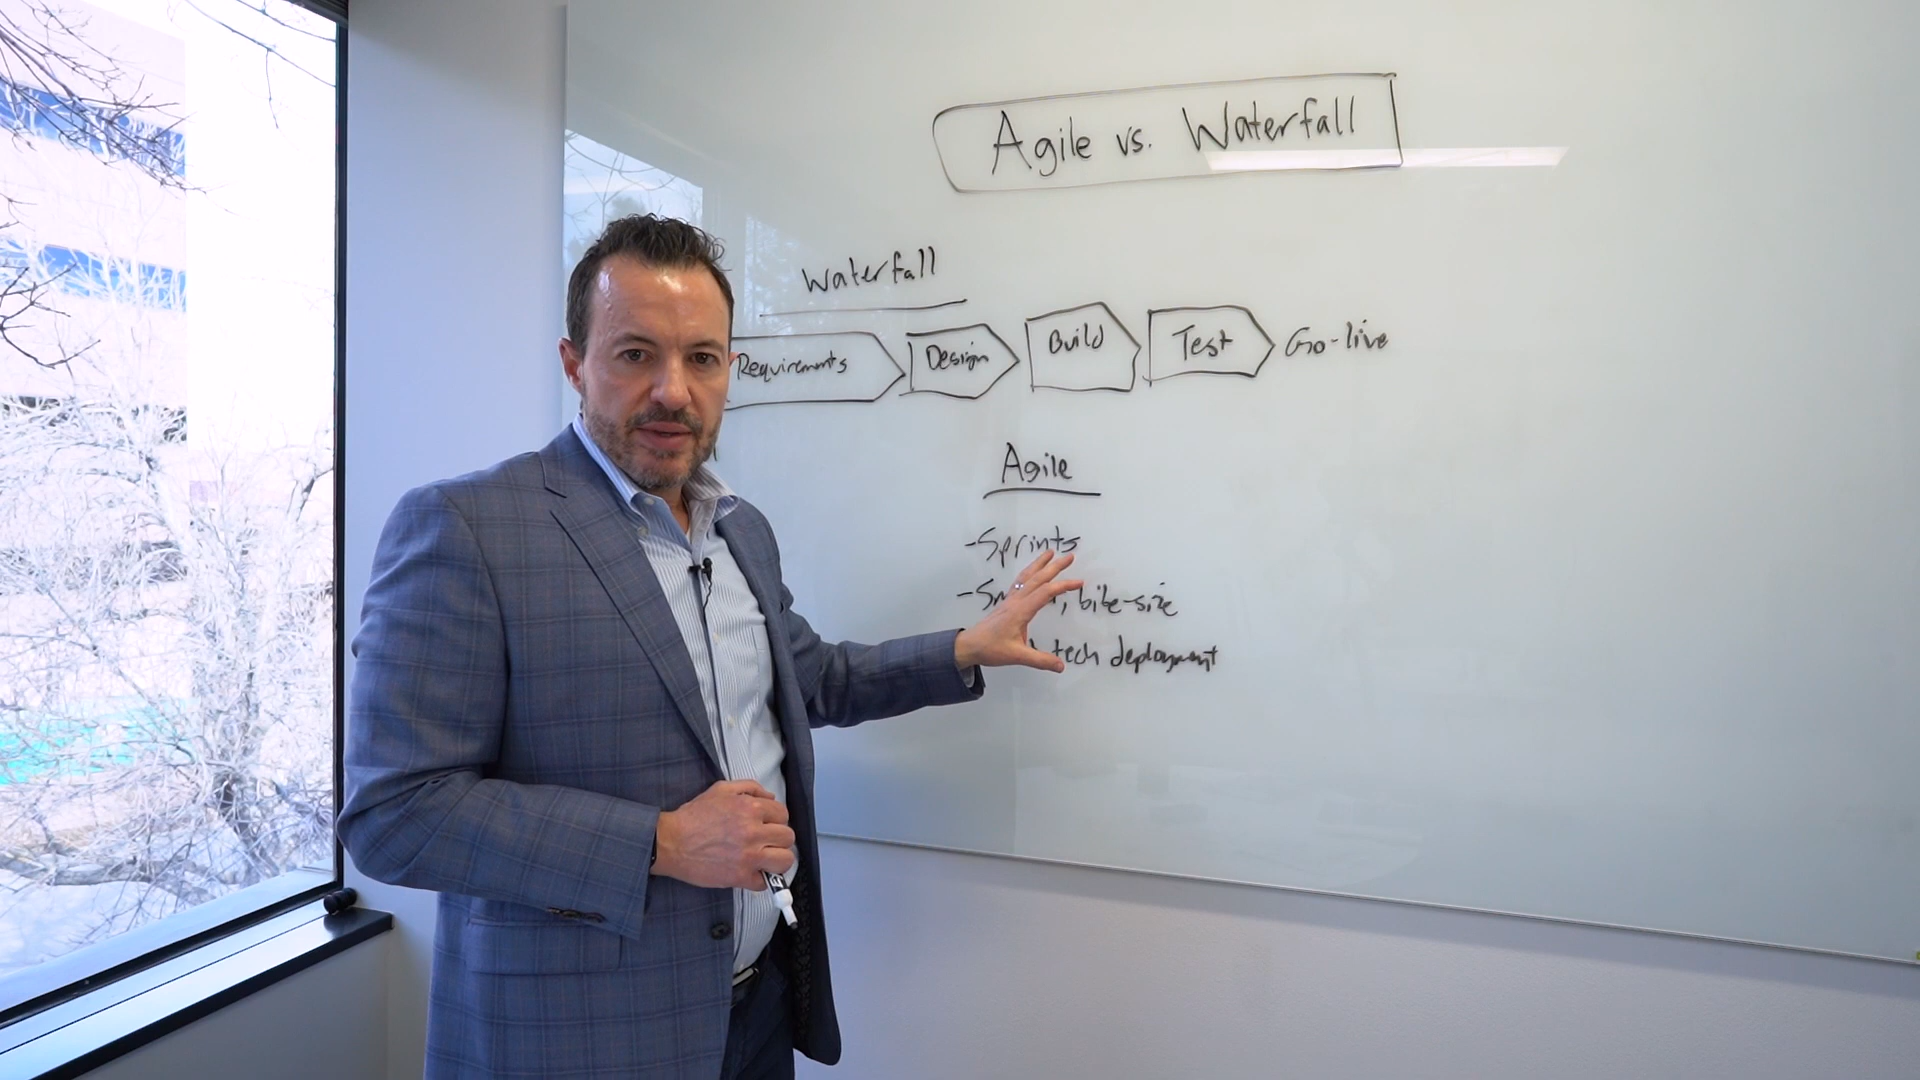 Agile vs. Waterfall
Waterfall
Requirements Design Build Test Go-live
Agile
-Sprints
- bite-size
tech deployment